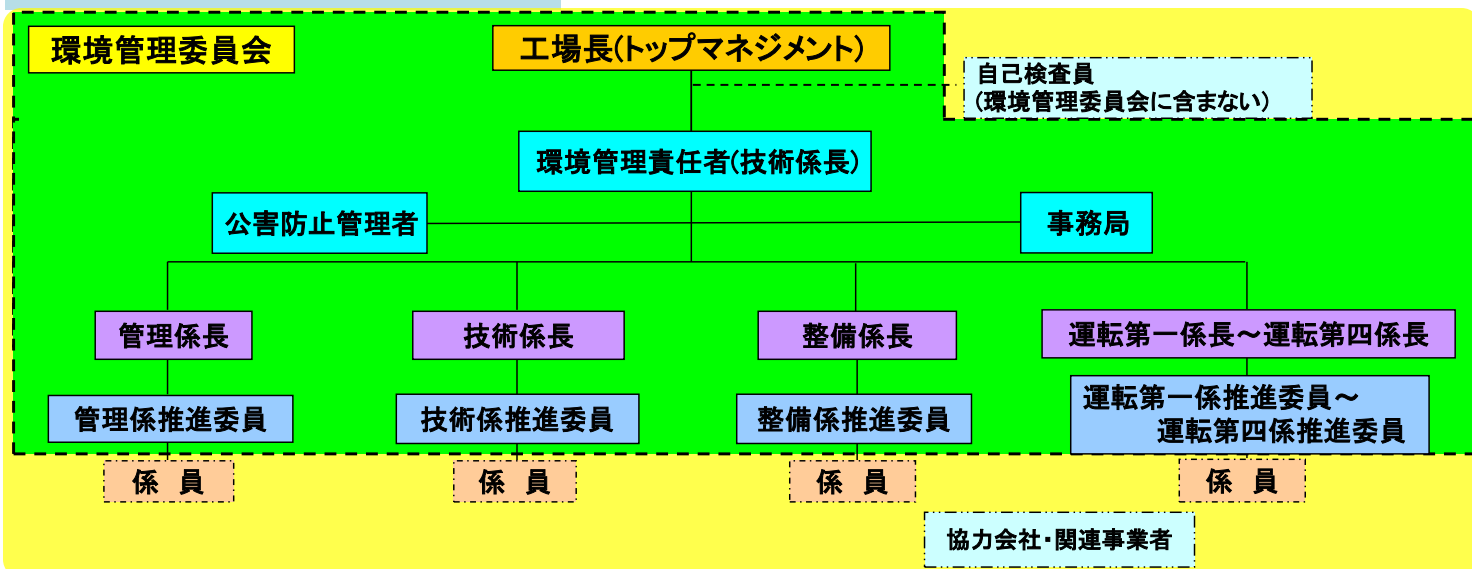 環境管理委員会
工場長(トップマネジメント)
自己検査員
(環境管理委員会に含まない)
環境管理責任者(技術係長)
公害防止管理者
事務局
管理係長
技術係長
整備係長
運転第一係長～運転第四係長
管理係推進委員
技術係推進委員
整備係推進委員
運転第一係推進委員～
運転第四係推進委員
係 員
係 員
係 員
係 員
協力会社・関連事業者